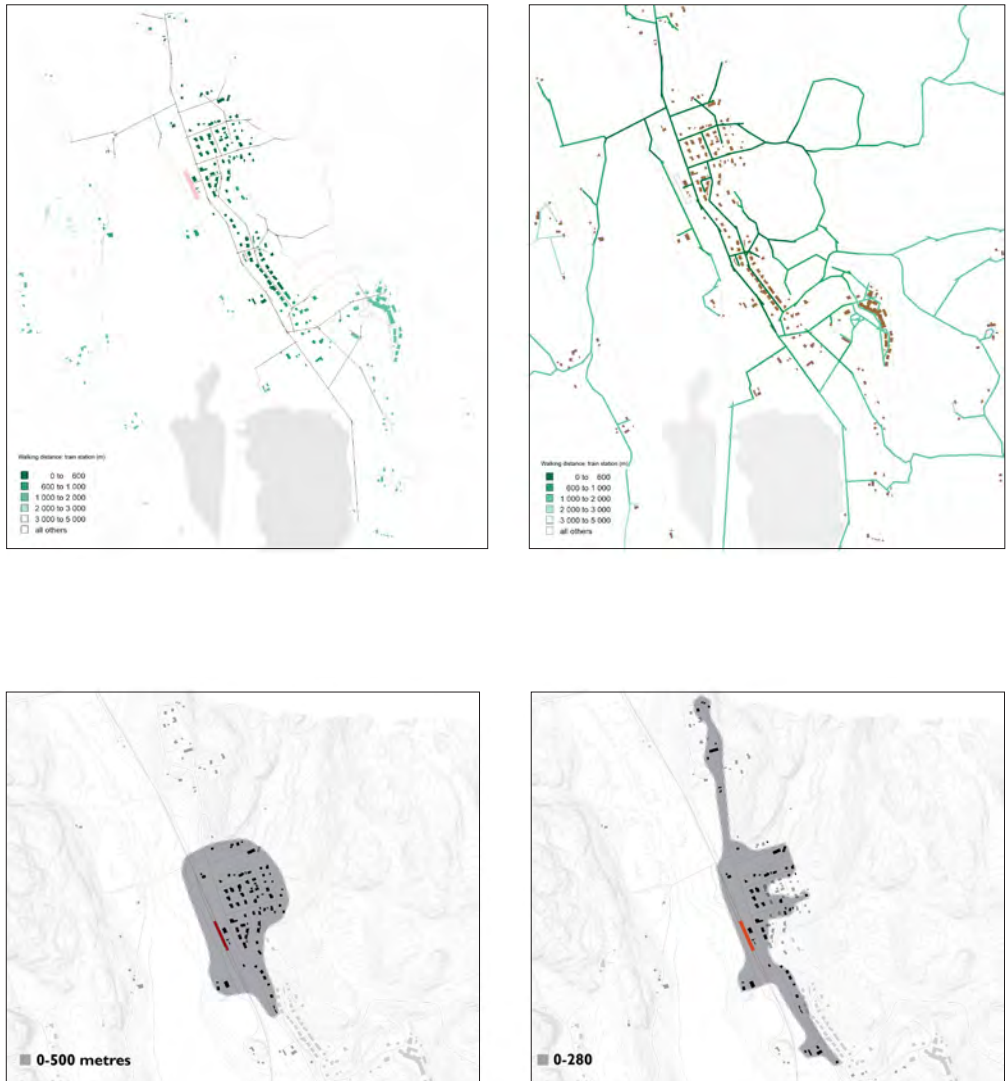 Walking distance: train station (m)
0 to 600
600 to 1 000
1 000 to 2 000
2 000 to 3 000
3 000 to 5 000
all others
Walking distance: train station (m)
0 to 600
600 to 1 000
1 000 to 2 000
2 000 to 3 000
3 000 to 5 000
all others
0-500 metres
0-280